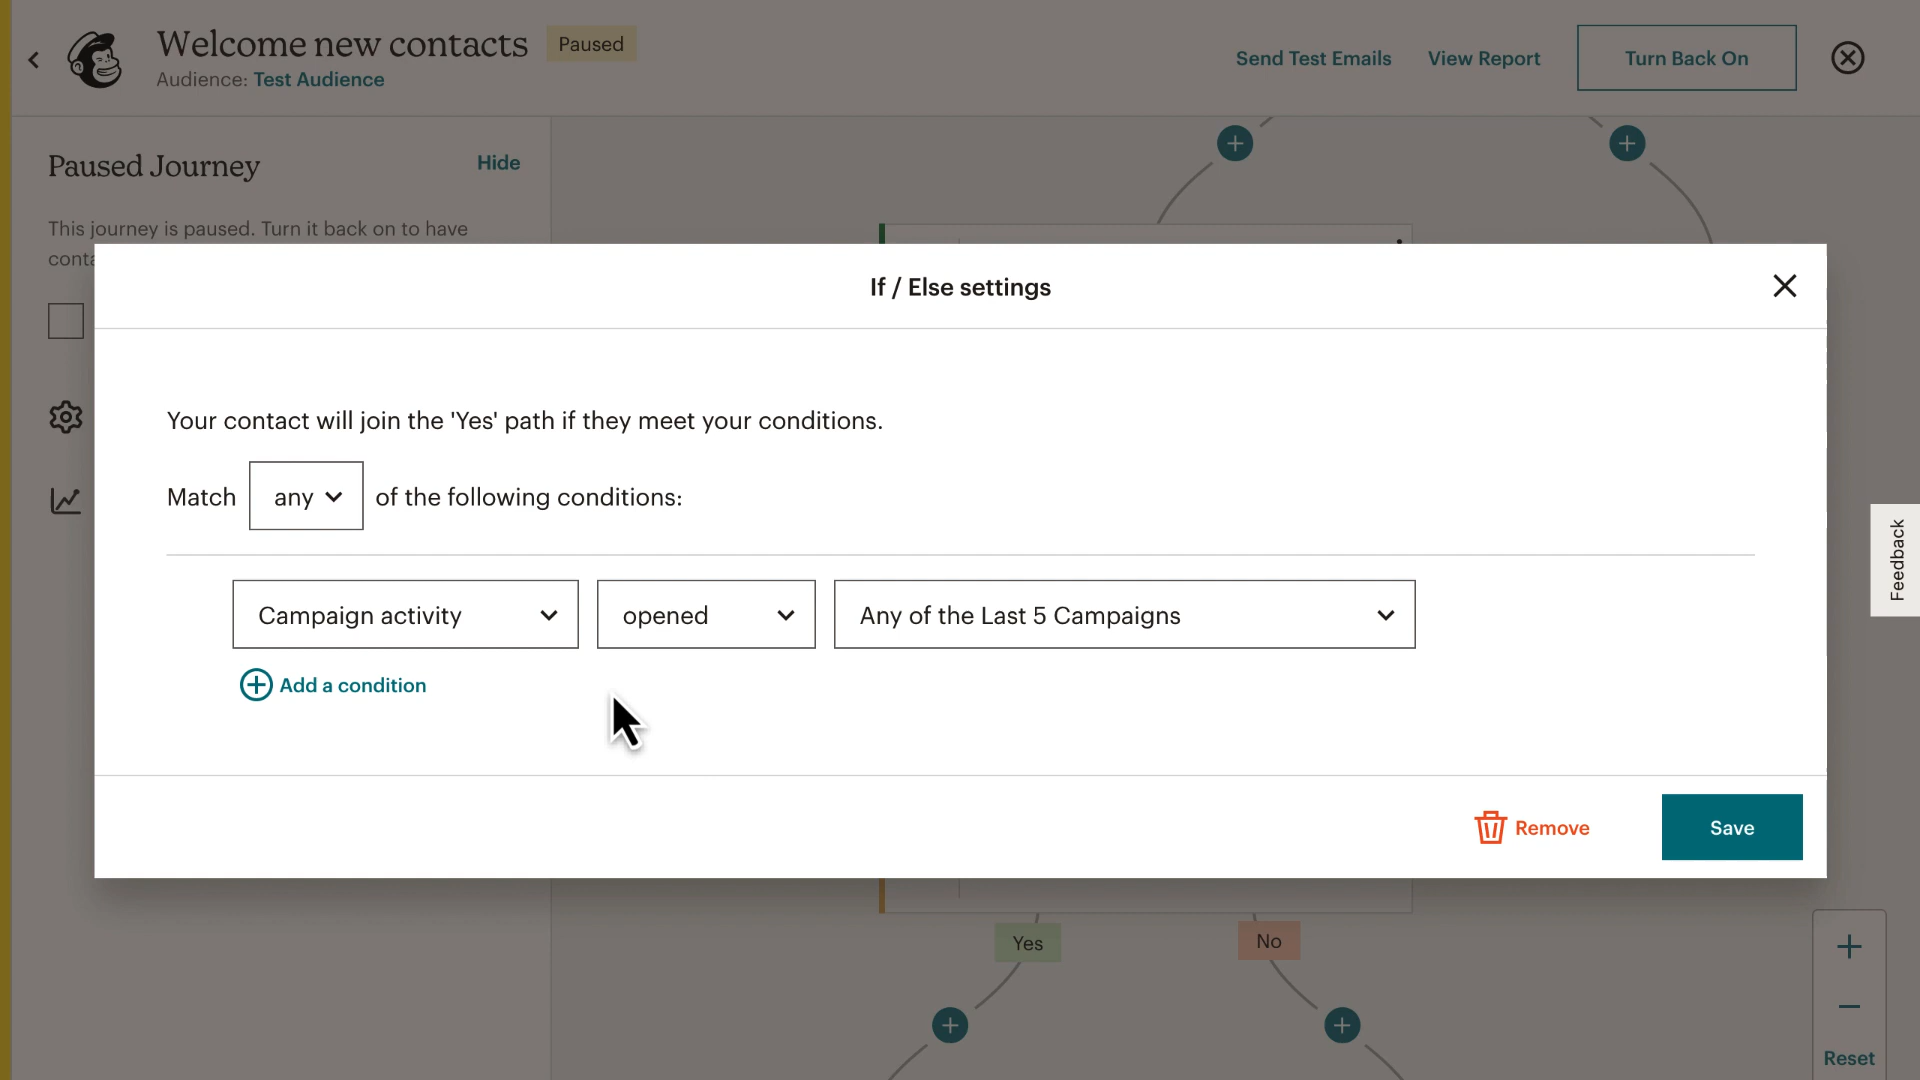 Welcome new contacts
Paused
Audience: Test Audience
Send Test Emails
View Report
Turn Back On
Paused Journey
Hide
This journey is paused. Turn it back on to have
If / Else settings
Your contact will join the 'Yes' path if they meet your conditions.
Match any of the following conditions:
Campaign activity
opened
Any of the Last 5 Campaigns
Add a condition
Feedback
Remove
Save
Yes
No
Reset